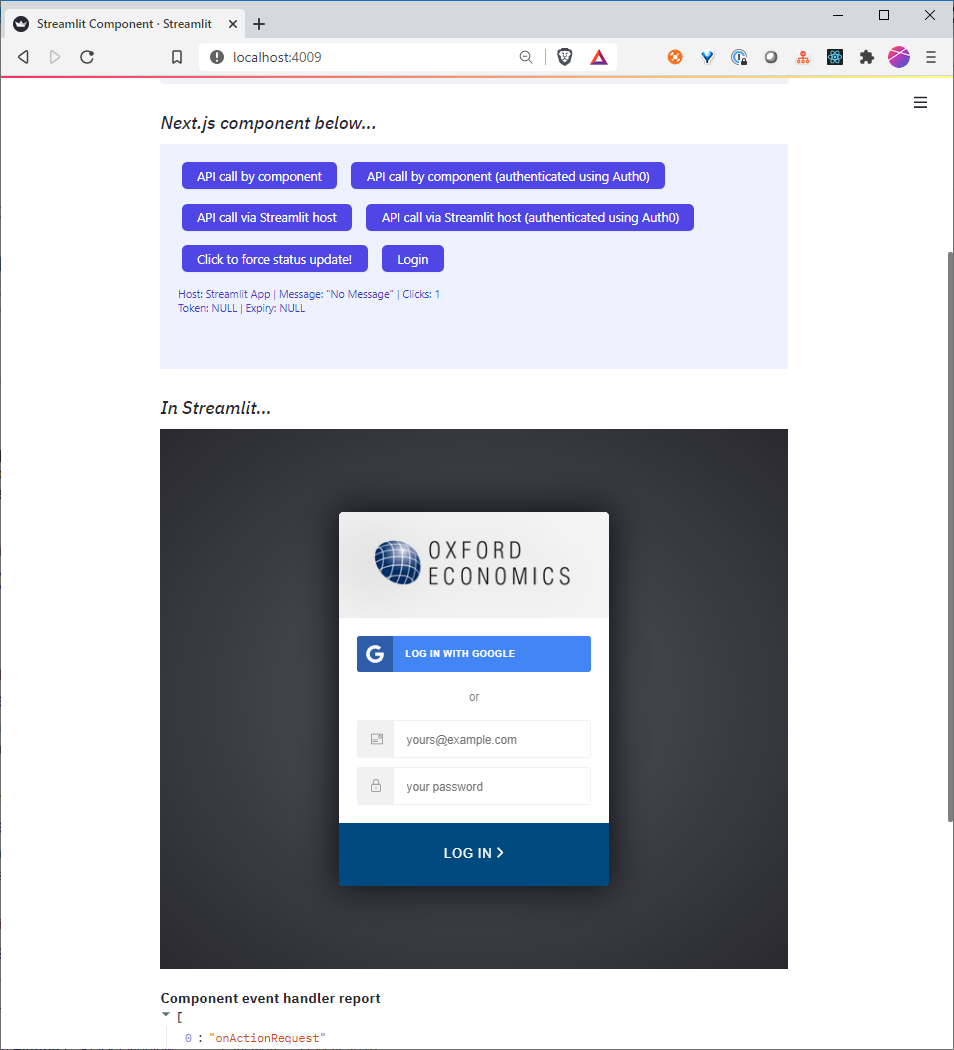 Streamlit Component · Streamlit
localhost:4009
Next.js component below...
API call by component
API call by component (authenticated using Auth0)
API call via Streamlit host
API call via Streamlit host (authenticated using Auth0)
Click to force status update!
Login
Host: Streamlit App | Message: "No Message" | Clicks: 1
Token: NULL | Expiry: NULL
In Streamlit...
OXFORD
ECONOMICS
G
LOG IN WITH GOOGLE
or
yours@example.com
your password
LOG IN
Component event handler report
[
0 : "onActionRequest"